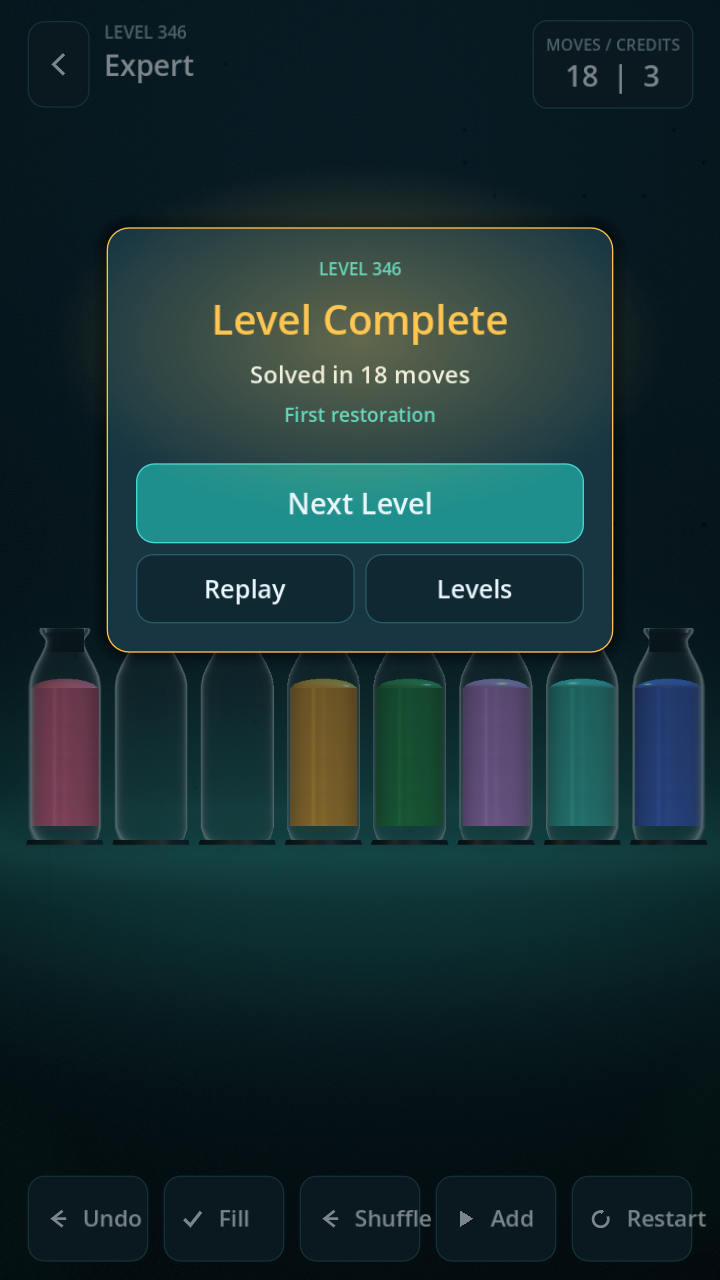 LEVEL 346
Expert
MOVES / CREDITS
18 | 3
LEVEL 346
Level Complete
Solved in 18 moves
First restoration
Next Level
Replay
Levels
Undo
Fill
Shuffle
Add
Restart